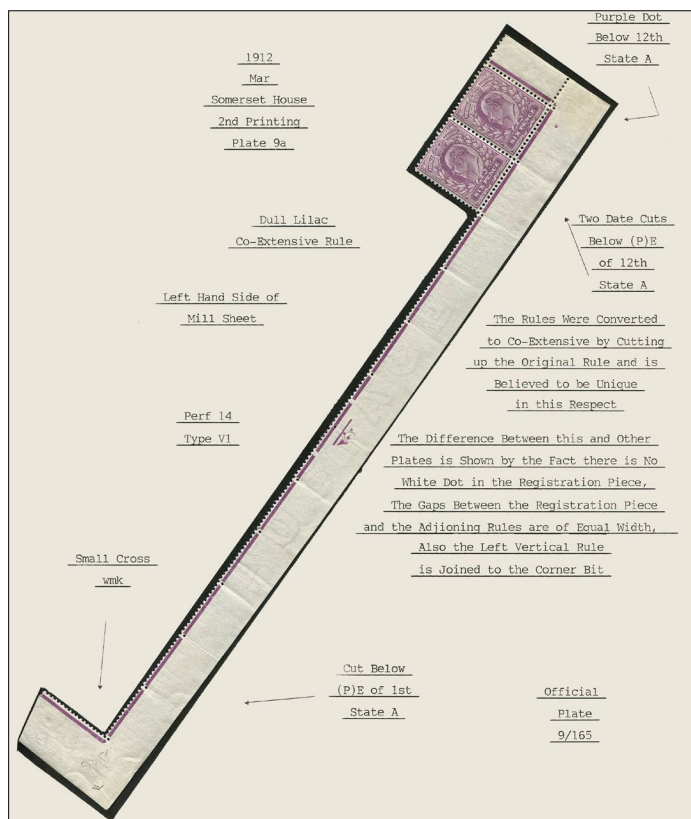 Purple Dot
Below 12th
State A
1912
Mar
Somerset House
2nd Printing
Plate 9a
Dull Lilac
Co-Extensive Rule
Two Date Cuts
Below (P)E
of 12th
State A
Left Hand Side of
Mill Sheet
The Rules Were Converted
to Co-Extensive by Cutting
up the Original Rule and is
Believed to be Unique
in this Respect
Perf 14
Type V1
The Difference Between this and Other
Plates is Shown by the Fact there is No
White Dot in the Registration Piece,
The Gaps Between the Registration Piece
and the Adjioning Rules are of Equal Width,
Also the Left Vertical Rule
is Joined to the Corner Bit
Small Cross
wmk
Cut Below
(P)E of 1st
State A
Official
Plate
9/165